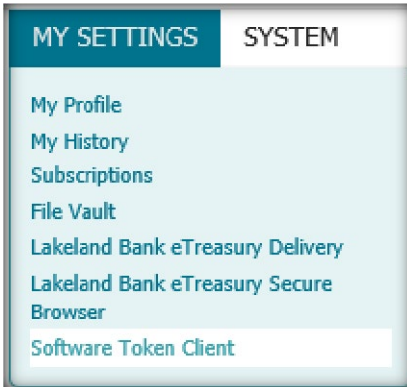 MY SETTINGS SYSTEM
My Profile
My History
Subscriptions
File Vault
Lakeland Bank eTreasury Delivery
Lakeland Bank eTreasury Secure
Browser
Software Token Client